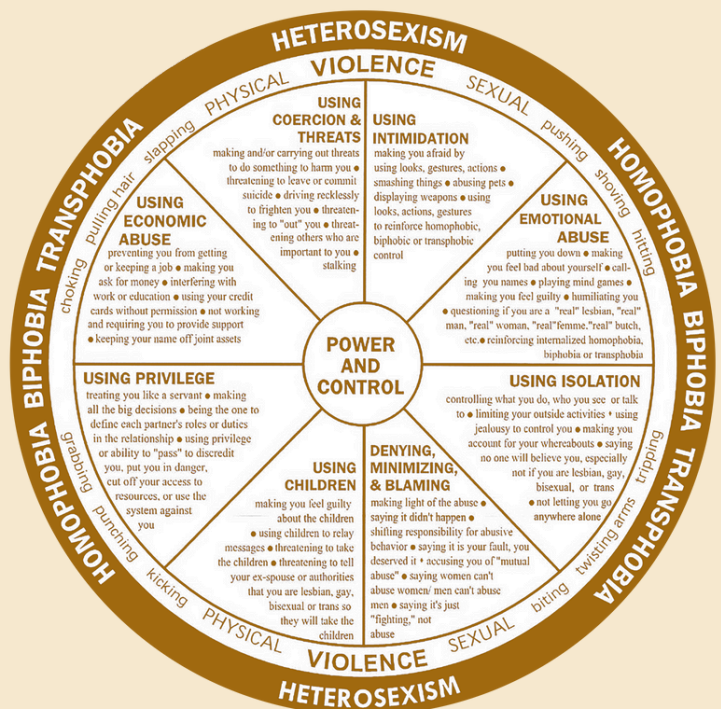 HETEROSEXISM
HOMOPHOBIA BIPHOBIA TRANSPHOBIA
HETEROSEXISM
HOMOPHOBIA BIPHOBIA TRANSPHOBIA
PHYSICAL VIOLENCE SEXUAL
pushing shoving hitting
tripping twisting arms biting
PHYSICAL VIOLENCE SEXUAL
kicking punching grabbing
choking pulling hair slapping
USING
COERCION &
THREATS
making and/or carrying out threats
to do something to harm you •
threatening to leave or commit
suicide • driving recklessly
to frighten you • threaten-
ing to "out" you • threat-
ening others who are
important to you •
stalking
USING
INTIMIDATION
making you afraid by
using looks, gestures, actions •
smashing things • abusing pets •
displaying weapons • using
looks, actions, gestures
to reinforce homophobic,
biphobic or transphobic
control
USING
EMOTIONAL
ABUSE
putting you down • making
you feel bad about yourself • call-
ing you names • playing mind games •
making you feel guilty • humiliating you
• questioning if you are a "real" lesbian, "real"
man, "real" woman, "real"femme."real" butch,
etc.• reinforcing internalized homophobia,
biphobia or transphobia
USING ISOLATION
controlling what you do, who you see or talk
to • limiting your outside activities • using
jealousy to control you • making you
account for your whereabouts • saying
no one will believe you, especially
not if you are lesbian, gay,
bisexual, or trans
• not letting you go
anywhere alone
DENYING,
MINIMIZING,
& BLAMING
making light of the abuse •
saying it didn't happen •
shifting responsibility for abusive
behavior • saying it is your fault, you
deserved it • accusing you of "mutual
abuse" • saying women can't
abuse women/ men can't abuse
men • saying it's just
"fighting," not
abuse
USING
CHILDREN
making you feel guilty
about the children
• using children to relay
messages • threatening to take
the children • threatening to tell
your ex-spouse or authorities
that you are lesbian, gay,
bisexual or trans so
they will take the
children
USING PRIVILEGE
treating you like a servant • making
all the big decisions • being the one to
define each partner's roles or duties
in the relationship • using privilege
or ability to "pass" to discredit
you, put you in danger,
cut off your access to
resources, or use the
system against
you
USING
ECONOMIC
ABUSE
preventing you from getting
or keeping a job • making you
ask for money • interfering with
work or education • using your credit
cards without permission • not working
and requiring you to provide support
• keeping your name off joint assets
POWER
AND
CONTROL